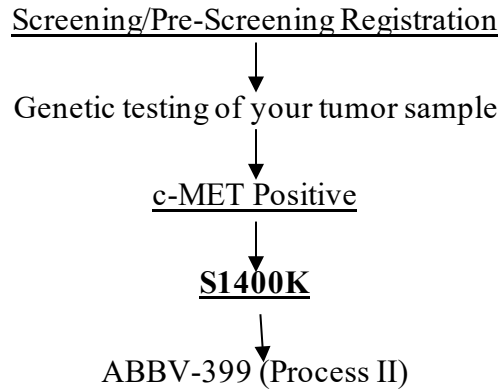 Screening/Pre-Screening Registration
Genetic testing of your tumor sample
c-MET Positive
S1400K
ABBV-399 (Process II)